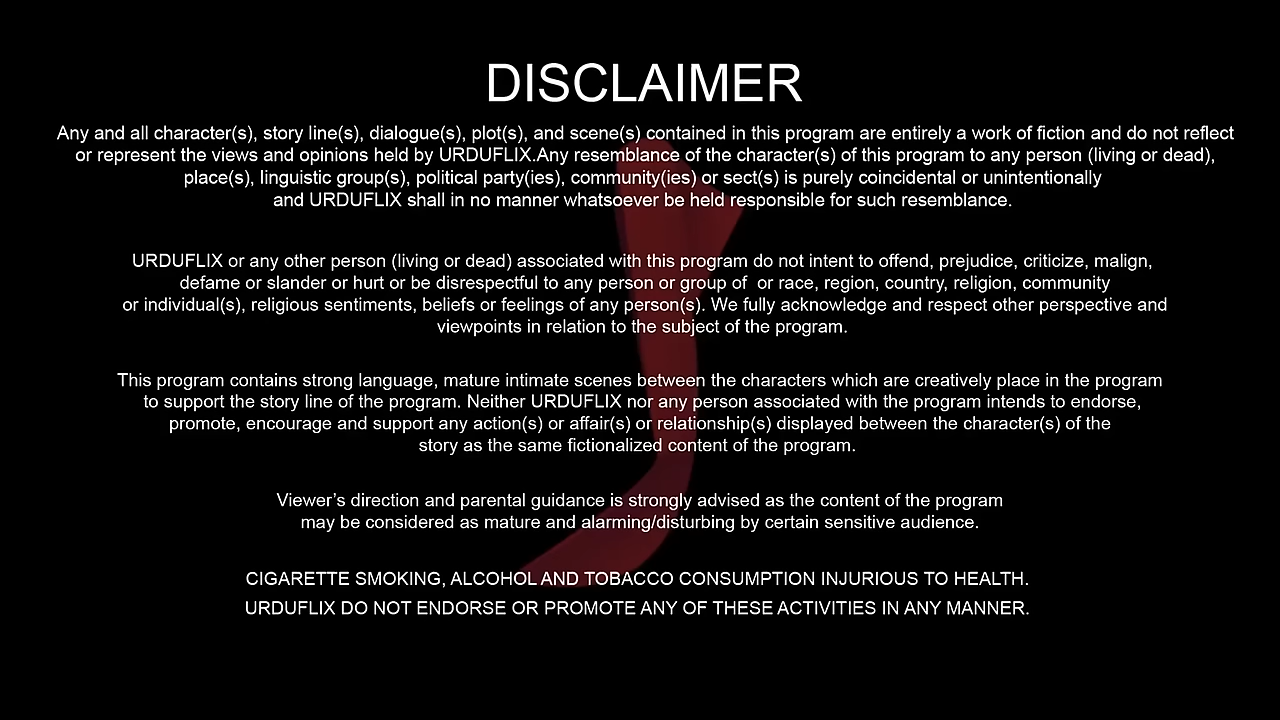 DISCLAIMER
Any and all character(s), story line(s), dialogue(s), plot(s), and scene(s) contained in this program are entirely a work of fiction and do not reflect
or represent the views and opinions held by URDUFLIX.Any resemblance of the character(s) of this program to any person (living or dead),
place(s), linguistic group(s), political party(ies), community(ies) or sect(s) is purely coincidental or unintentionally
and URDUFLIX shall in no manner whatsoever be held responsible for such resemblance.
URDUFLIX or any other person (living or dead) associated with this program do not intent to offend, prejudice, criticize, malign,
defame or slander or hurt or be disrespectful to any person or group of  or race, region, country, religion, community
or individual(s), religious sentiments, beliefs or feelings of any person(s). We fully acknowledge and respect other perspective and
viewpoints in relation to the subject of the program.
This program contains strong language, mature intimate scenes between the characters which are creatively place in the program
to support the story line of the program. Neither URDUFLIX nor any person associated with the program intends to endorse,
promote, encourage and support any action(s) or affair(s) or relationship(s) displayed between the character(s) of the
story as the same fictionalized content of the program.
Viewer’s direction and parental guidance is strongly advised as the content of the program
may be considered as mature and alarming/disturbing by certain sensitive audience.
CIGARETTE SMOKING, ALCOHOL AND TOBACCO CONSUMPTION INJURIOUS TO HEALTH.
URDUFLIX DO NOT ENDORSE OR PROMOTE ANY OF THESE ACTIVITIES IN ANY MANNER.